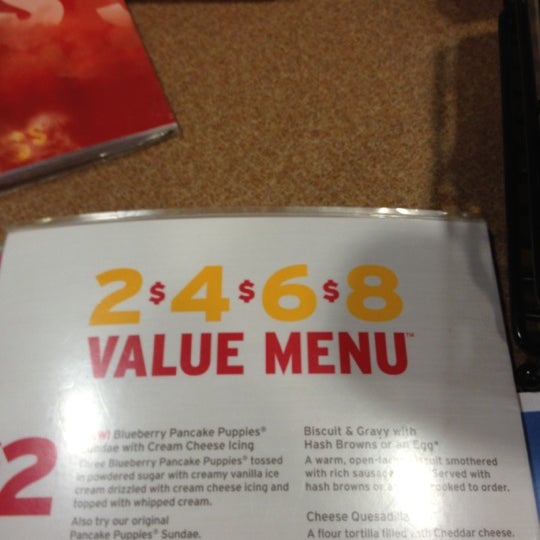 2$4$6$8
VALUE MENU™
Blueberry Pancake Puppies®
Sundae with Cream Cheese Icing
Three Blueberry Pancake Puppies® tossed
in powdered sugar with creamy vanilla ice
cream drizzled with cream cheese icing and
topped with whipped cream.
Also try our original
Pancake Puppies® Sundae.
2
Biscuit & Gravy with
Hash Browns or an Egg*
A warm, open-faced biscuit smothered
with rich sausage Served with
hash browns or cooked to order.
Cheese Quesadilla
A flour tortilla filled with Cheddar cheese.